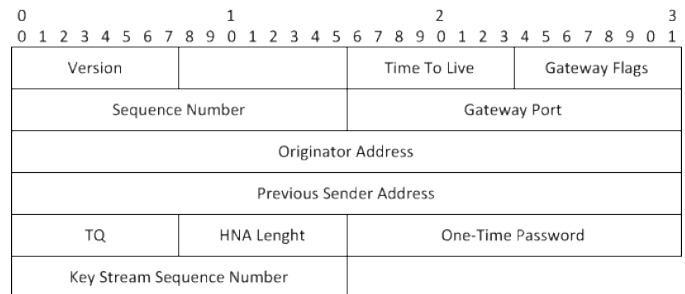 0 1 2 3
0 1 2 3 4 5 6 7 8 9 0 1 2 3 4 5 6 7 8 9 0 1 2 3 4 5 6 7 8 9 0 1
Version Time To Live Gateway Flags
Sequence Number Gateway Port
Originator Address
Previous Sender Address
TQ HNA Lenght One-Time Password
Key Stream Sequence Number